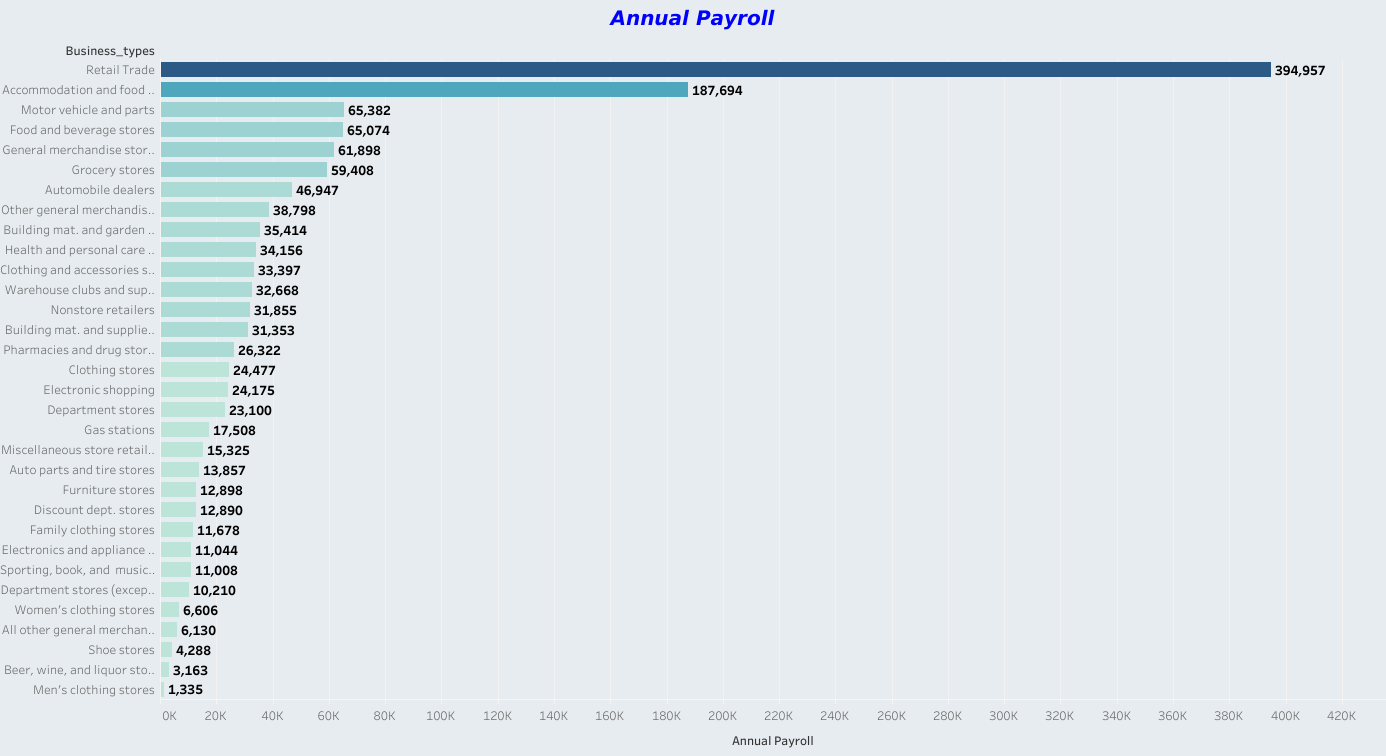 Annual Payroll
Business_types
Retail Trade 394,957
Accommodation and food .. 187,694
Motor vehicle and parts 65,382
Food and beverage stores 65,074
General merchandise stor.. 61,898
Grocery stores 59,408
Automobile dealers 46,947
Other general merchandis.. 38,798
Building mat. and garden .. 35,414
Health and personal care .. 34,156
Clothing and accessories s.. 33,397
Warehouse clubs and sup.. 32,668
Nonstore retailers 31,855
Building mat. and supplie.. 31,353
Pharmacies and drug stor.. 26,322
Clothing stores 24,477
Electronic shopping 24,175
Department stores 23,100
Gas stations 17,508
Miscellaneous store retail.. 15,325
Auto parts and tire stores 13,857
Furniture stores 12,898
Discount dept. stores 12,890
Family clothing stores 11,678
Electronics and appliance .. 11,044
Sporting, book, and  music.. 11,008
Department stores (excep.. 10,210
Women's clothing stores 6,606
All other general merchan.. 6,130
Shoe stores 4,288
Beer, wine, and liquor sto.. 3,163
Men's clothing stores 1,335
0K 20K 40K 60K 80K 100K 120K 140K 160K 180K 200K 220K 240K 260K 280K 300K 320K 340K 360K 380K 400K 420K
Annual Payroll